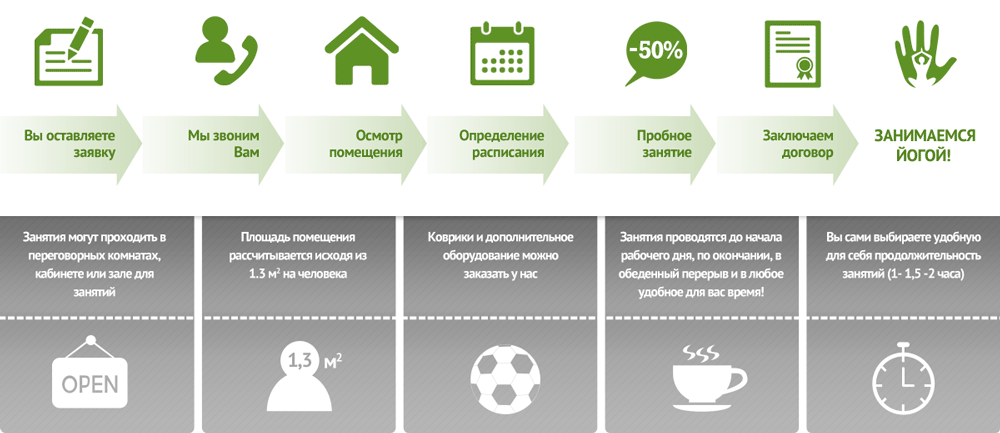 -50%
Вы оставляете
заявку
Мы звоним
Вам
Осмотр
помещения
Определение
расписания
Пробное
занятие
Заключаем
договор
ЗАНИМАЕМСЯ
ЙОГОЙ!
Занятия могут проходить в
переговорных комнатах,
кабинете или зале для
занятий
Площадь помещения
рассчитывается исходя из
1.3 м² на человека
Коврики и дополнительное
оборудование можно
заказать у нас
Занятия проводятся до начала
рабочего дня, по окончании, в
обеденный перерыв и в любое
удобное для вас время!
Вы сами выбираете удобную
для себя продолжительность
занятий (1- 1,5 -2 часа)
OPEN
1,3 м²